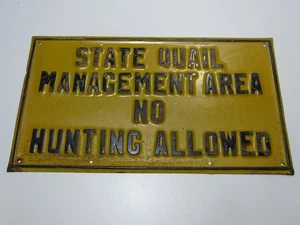 STATE QUAIL
MANAGEMENT AREA
NO
HUNTING ALLOWED